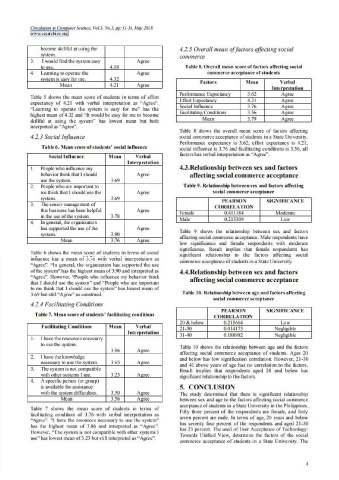 Circulation in Computer Science, Vol.3, No.3, pp: (1-5), May 2018
www.ccsarchive.org
become skillful at using the
system.
3. I would find the system easy
to use. 4.18 Agree
4. Learning to operate the
system is easy for me. 4.32 Agree
Mean 4.21 Agree
Table 5 shows the mean score of students in terms of effort
expectancy of 4.21 with verbal interpretation as “Agree”.
“Learning to operate the system is easy for me” has the
highest mean of 4.32 and “It would be easy for me to become
skillful at using the system” has lowest mean but both
interpreted as “Agree”.
4.2.3 Social Influence
Table 6. Mean score of students’ social influence
Social Influence Mean Verbal
Interpretation
1. People who influence my
behavior think that I should
use the system. 3.69 Agree
2. People who are important to
me think that I should use the
system. 3.69 Agree
3. The senior management of
this business has been helpful
in the use of the system. 3.78 Agree
4. In general, the organization
has supported the use of the
system. 3.90 Agree
Mean 3.76 Agree
Table 6 shows the mean score of students in terms of social
influence has a mean of 3.76 with verbal interpretation as
“Agree”. “In general, the organization has supported the use
of the system” has the highest mean of 3.90 and interpreted as
“Agree”. However, “People who influence my behavior think
that I should use the system” and “People who are important
to me think that I should use the system” has lowest mean of
3.69 but still “Agree” as construed.
4.2.4 Facilitating Conditions
Table 7. Mean score of students’ facilitating conditions
Facilitating Conditions Mean Verbal
Interpretation
1. I have the resources necessary
to use the system. 3.86 Agree
2. I have the knowledge
necessary to use the system. 3.65 Agree
3. The system is not compatible
with other systems I use. 3.23 Agree
4. A specific person (or group)
is available for assistance
with the system difficulties. 3.50 Agree
Mean 3.56 Agree
Table 7 shows the mean score of students in terms of
facilitating condition of 3.56 with verbal interpretation as
“Agree”. “I have the resources necessary to use the system”
has the highest mean of 3.86 and interpreted as “Agree”.
However, “The system is not compatible with other systems I
use” has lowest mean of 3.23 but still interpreted as “Agree”.
4.2.5 Overall mean of factors affecting social
commerce
Table 8. Overall mean score of factors affecting social
commerce acceptance of students
Factors Mean Verbal
Interpretation
Performance Expectancy 3.62 Agree
Effort Expectancy 4.21 Agree
Social Influence 3.76 Agree
Facilitating Conditions 3.56 Agree
Mean 3.79 Agree
Table 8 shows the overall mean score of factors affecting
social commerce acceptance of students in a State University.
Performance expectancy is 3.62, effort expectancy is 4.21,
social influence is 3.76 and facilitating conditions is 3.56, all
factors has verbal interpretation as “Agree”.
4.3. Relationship between sex and factors
affecting social commerce acceptance
Table 9. Relationship between sex and factors affecting
social commerce acceptance
PEARSON
CORRELATION SIGNIFICANCE
Female 0.411184 Moderate
Male 0.215309 Low
Table 9 shows the relationship between sex and factors
affecting social commerce acceptance. Male respondents have
low significance and female respondents with moderate
significance. Result implies that female respondents has
significant relationship to the factors affecting social
commerce acceptance of students in a State University.
4.4. Relationship between sex and factors
affecting social commerce acceptance
Table 10. Relationship between age and factors affecting
social commerce acceptance
PEARSON
CORRELATION SIGNIFICANCE
20 & below Low
21-30 Negligible
31-40 Negligible
Table 10 shows the relationship between age and the factors
affecting social commerce acceptance of students. Ages 20
and below has low significance correlation. However, 21-30
and 41 above years of age has no correlation to the factors.
Result implies that respondents aged 20 and below has
significant relationship to the factors.
5. CONCLUSION
The study determined that there is significant relationship
between sex and age to the factors affecting social commerce
acceptance of students in a State University in the Philippines.
Fifty three percent of the respondents are female, and forty
seven percent are male. In terms of age, 20 years and below
has seventy four percent of the respondents and aged 21-30
has 23 percent. The used of User Acceptance of Technology:
Towards Unified View, determine the factors of the social
commerce acceptance of students in a State University. The
4